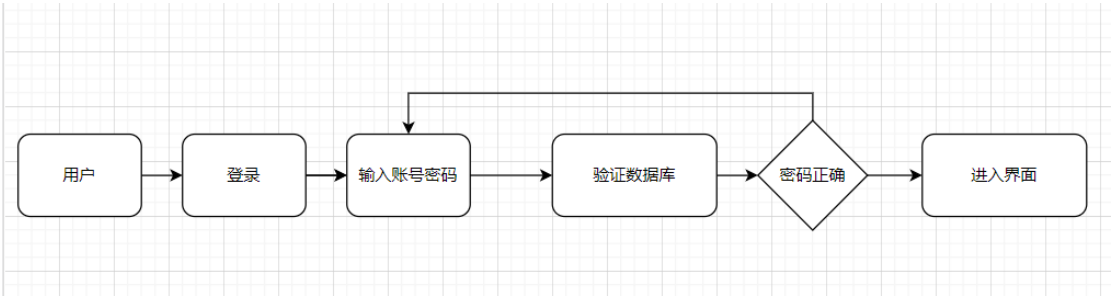 用户
登录
输入账号密码
验证数据库
密码正确
进入界面